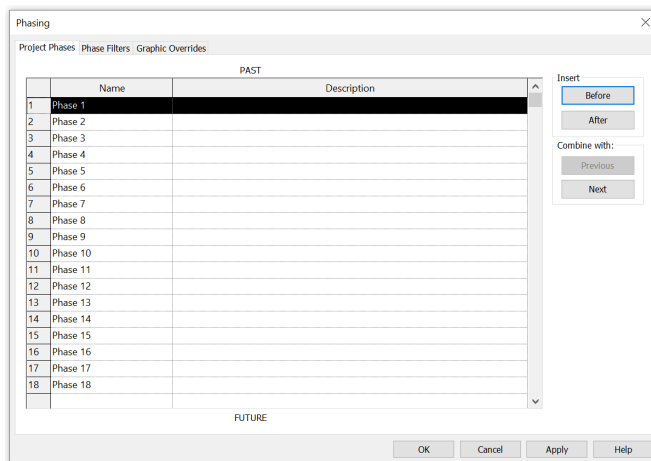 Phasing
Project Phases Phase Filters Graphic Overrides
PAST
Name Description
1 Phase 1
2 Phase 2
3 Phase 3
4 Phase 4
5 Phase 5
6 Phase 6
7 Phase 7
8 Phase 8
9 Phase 9
10 Phase 10
11 Phase 11
12 Phase 12
13 Phase 13
14 Phase 14
15 Phase 15
16 Phase 16
17 Phase 17
18 Phase 18
FUTURE
Insert
Before
After
Combine with:
Previous
Next
OK Cancel Apply Help